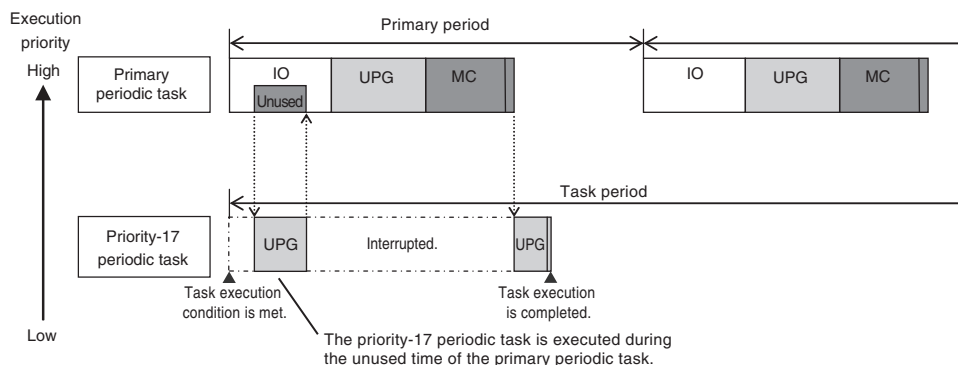 Execution
priority
High
Primary period
Primary
periodic task
IO
Unused
UPG
MC
IO
UPG
MC
Task period
Priority-17
periodic task
UPG
Interrupted.
UPG
Task execution
condition is met.
Task execution
is completed.
Low
The priority-17 periodic task is executed during
the unused time of the primary periodic task.